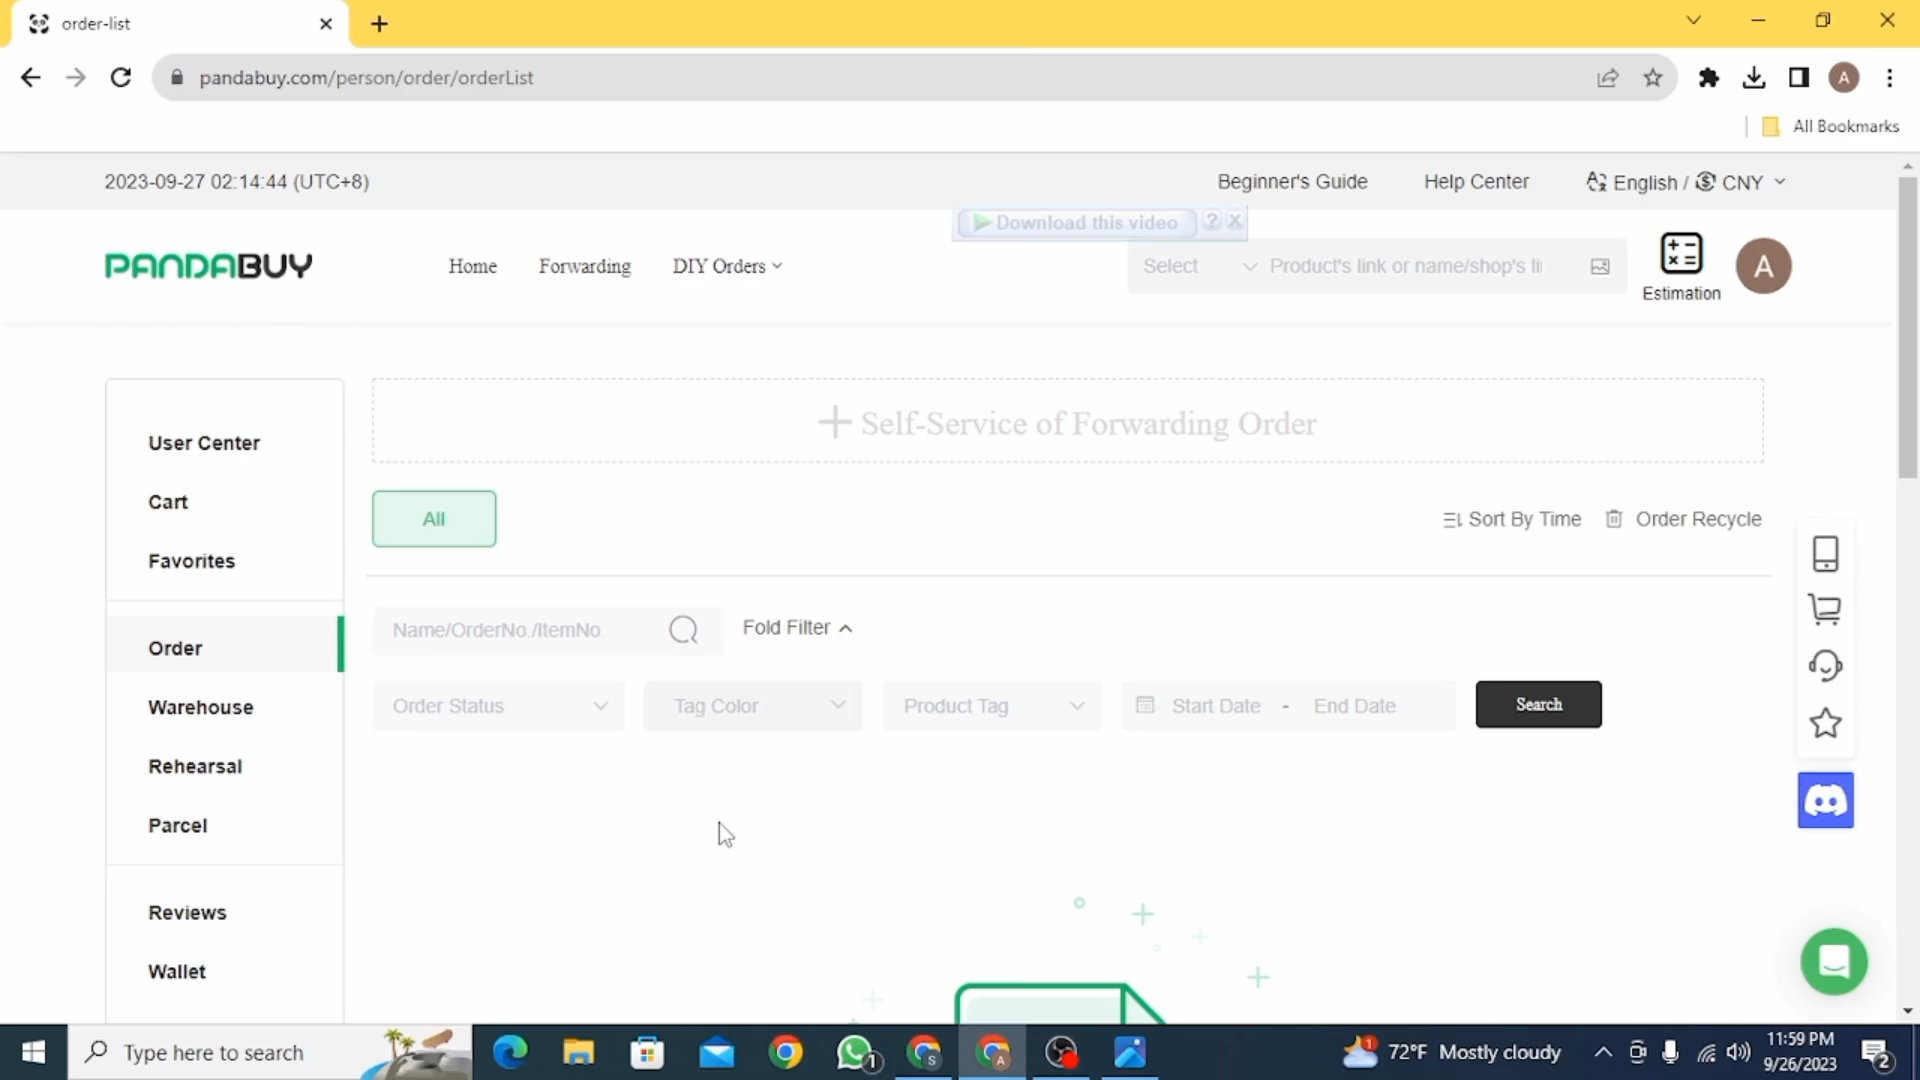 order-list
pandabuy.com/person/order/orderList
A
All Bookmarks
2023-09-27 02:14:44 (UTC+8)
Beginner's Guide
Help Center
English / CNY
Download this video ?
PANDABUY
Home
Forwarding
DIY Orders
Select
Product's link or name/shop's li
Estimation
A
Self-Service of Forwarding Order
User Center
Cart
Favorites
Order
Warehouse
Rehearsal
Parcel
Reviews
Wallet
All
Sort By Time
Order Recycle
Name/OrderNo./ItemNo.
Fold Filter
Order Status
Tag Color
Product Tag
Start Date - End Date
Search
Type here to search
1
S
A
1
72°F Mostly cloudy
11:59 PM
9/26/2023
2